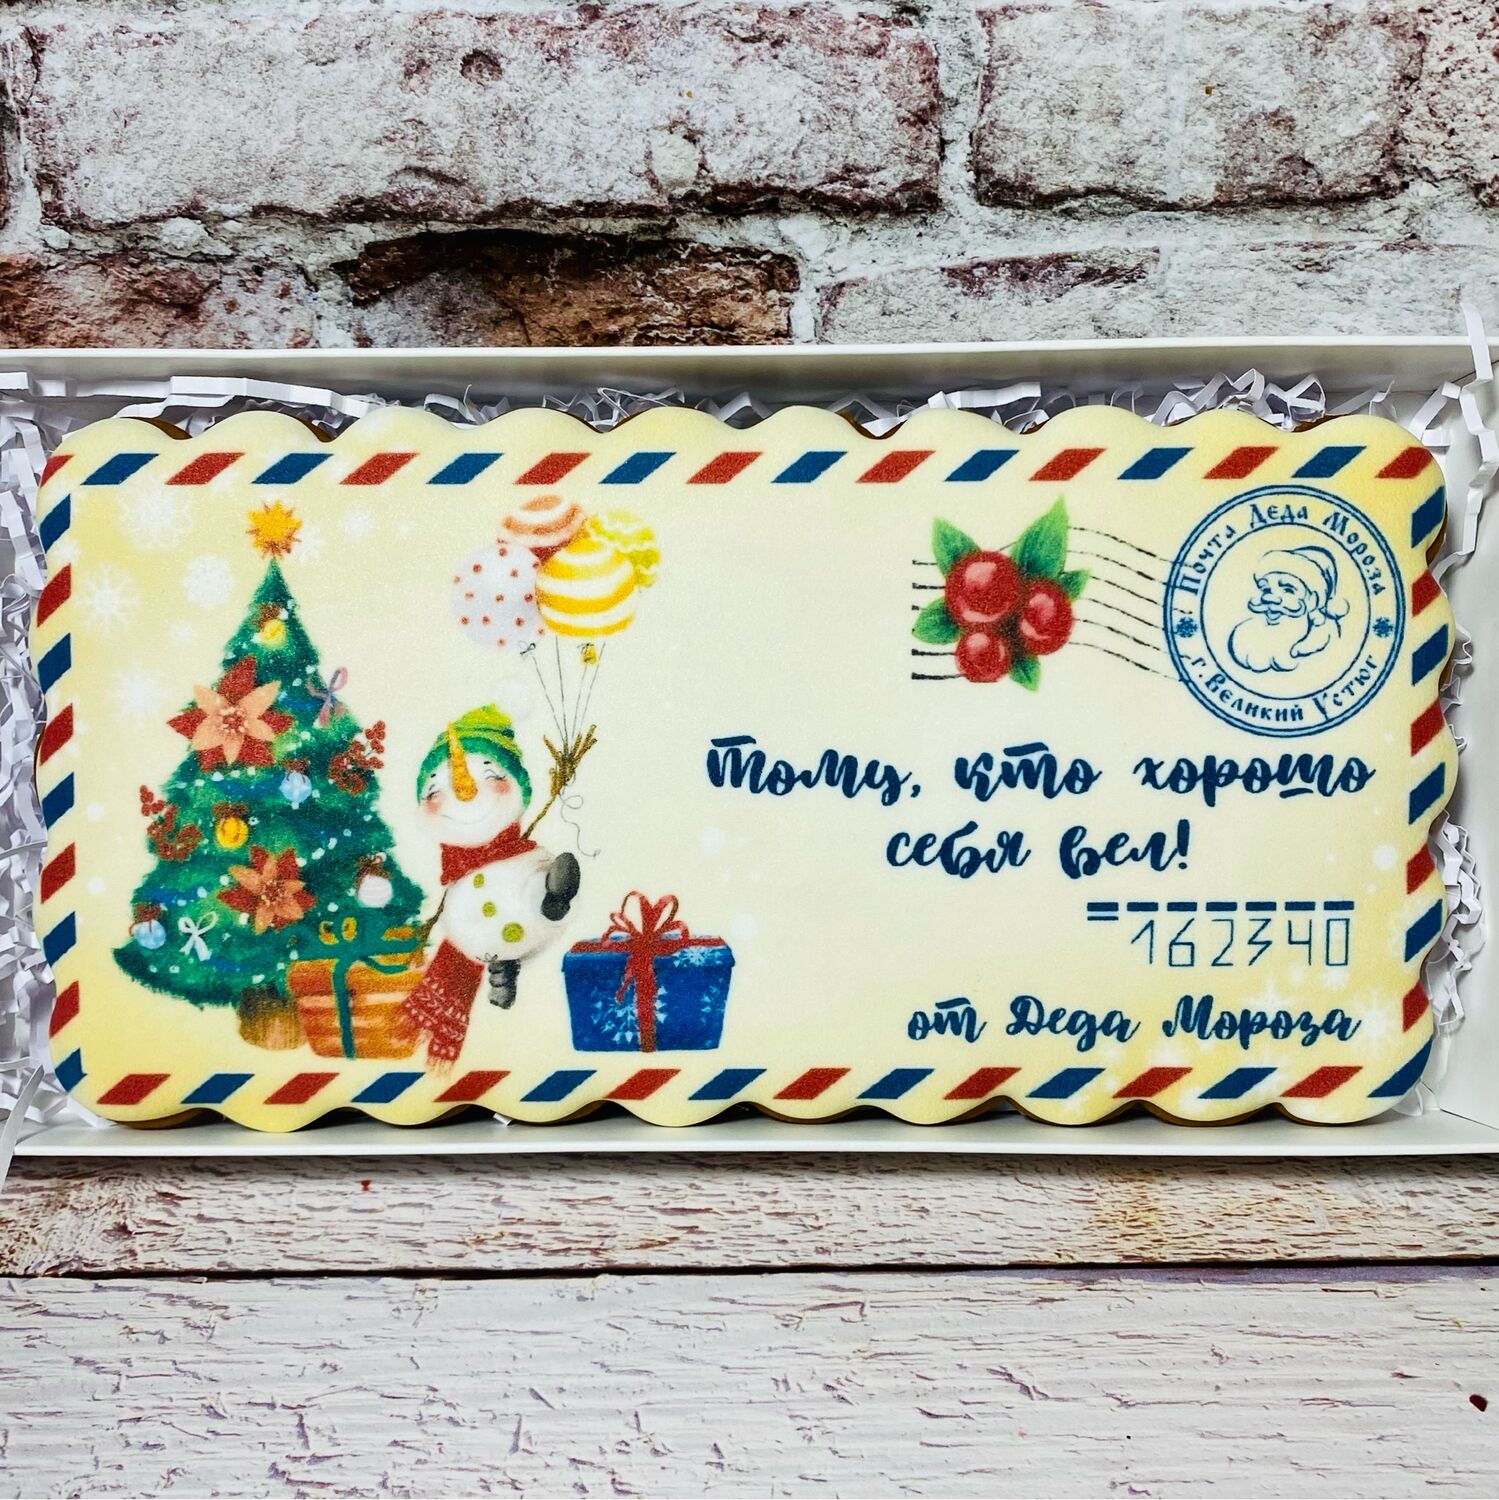 Почта Деда Мороза
г. Великий Устюг
Тому, кто хорошо
себя вел!
162340
от Деда Мороза